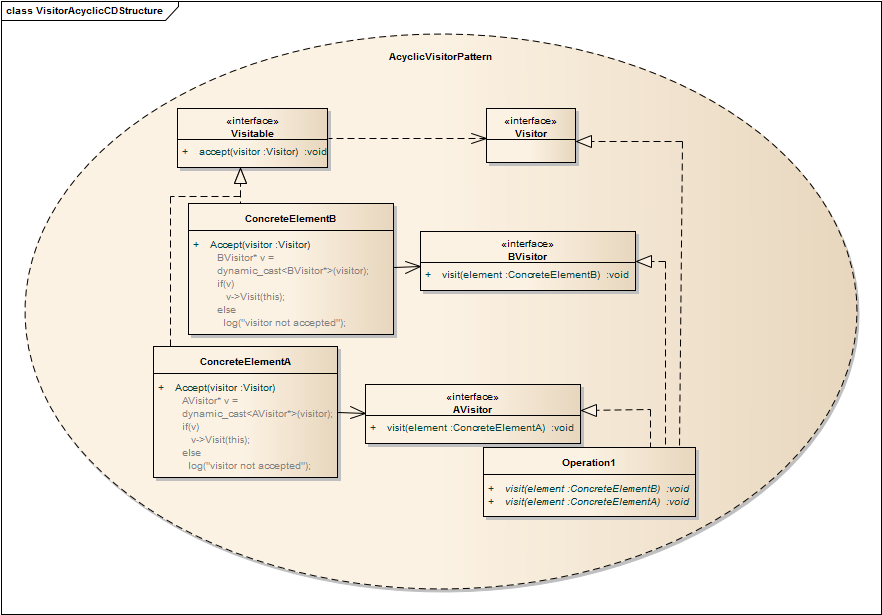 class VisitorAcyclicCDStructure
AcyclicVisitorPattern
«interface»
Visitable
+ accept(visitor :Visitor) :void
«interface»
Visitor
ConcreteElementB
+ Accept(visitor :Visitor)
BVisitor* v =
dynamic_cast<BVisitor*>(visitor);
if(v)
v->Visit(this);
else
log("visitor not accepted");
«interface»
BVisitor
+ visit(element :ConcreteElementB) :void
ConcreteElementA
+ Accept(visitor :Visitor)
AVisitor* v =
dynamic_cast<AVisitor*>(visitor);
if(v)
v->Visit(this);
else
log("visitor not accepted");
«interface»
AVisitor
+ visit(element :ConcreteElementA) :void
Operation1
+ visit(element :ConcreteElementB) :void
+ visit(element :ConcreteElementA) :void